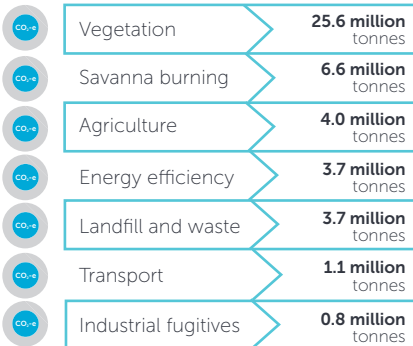 CO₂-e
Vegetation
25.6 million
tonnes
CO₂-e
Savanna burning
6.6 million
tonnes
CO₂-e
Agriculture
4.0 million
tonnes
CO₂-e
Energy efficiency
3.7 million
tonnes
CO₂-e
Landfill and waste
3.7 million
tonnes
CO₂-e
Transport
1.1 million
tonnes
CO₂-e
Industrial fugitives
0.8 million
tonnes